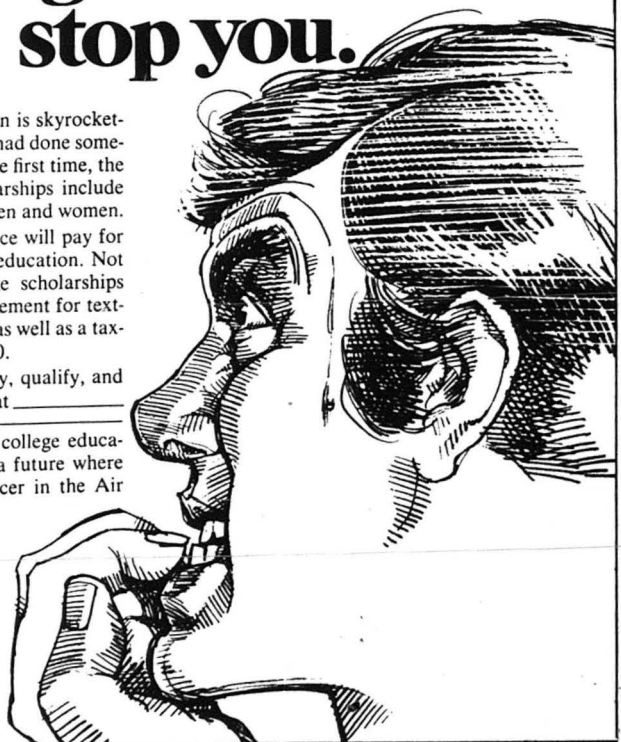 stop you.
n is skyrocket-
had done some-
e first time, the
arships include
en and women.
ce will pay for
education. Not
e scholarships
ement for text-
as well as a tax-
0.
y, qualify, and
at
college educa-
a future where
cer in the Air